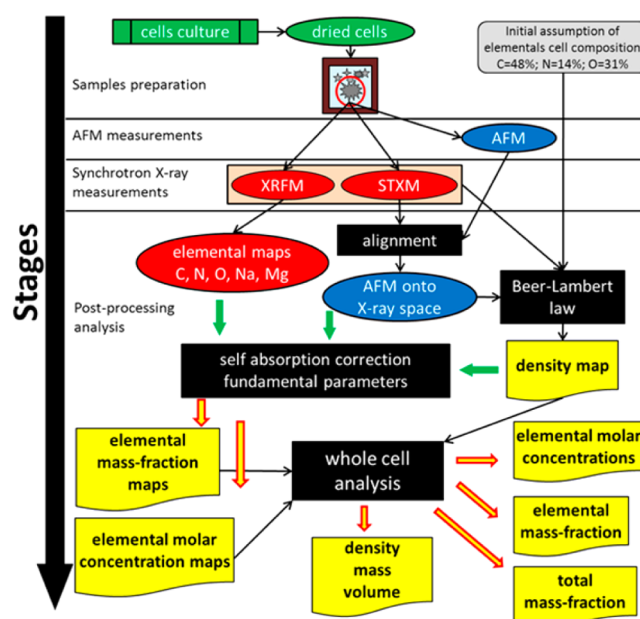 cells culture
dried cells
Initial assumption of
elementals cell composition
C=48%; N=14%; O=31%
Samples preparation
AFM measurements
AFM
Synchrotron X-ray
measurements
XRFM
STXM
Stages
elemental maps
C, N, O, Na, Mg
alignment
AFM onto
X-ray space
Beer-Lambert
law
Post-processing
analysis
self absorption correction
fundamental parameters
density map
elemental
mass-fraction
maps
whole cell
analysis
elemental molar
concentrations
elemental molar
concentration maps
elemental
mass-fraction
density
mass
volume
total
mass-fraction